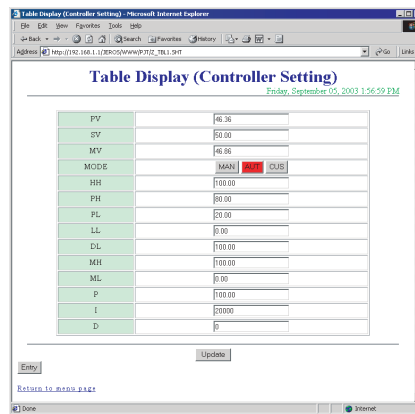 Table Display (Controller Setting) - Microsoft Internet Explorer
File Edit View Favorites Tools Help
Back Search Favorites History
Address http://192.168.1.1/JEROS/WWW/PJT/Z_TBL1.SHT Go Links
Table Display (Controller Setting)
Friday, September 05, 2003 1:56:59 PM
PV 46.36
SV 50.00
MV 46.86
MODE MAN AUT CUS
HH 100.00
PH 80.00
PL 20.00
LL 0.00
DL 100.00
MH 100.00
ML 0.00
P 100.00
I 20000
D 0
Update
Entry
Return to menu page
Done Internet